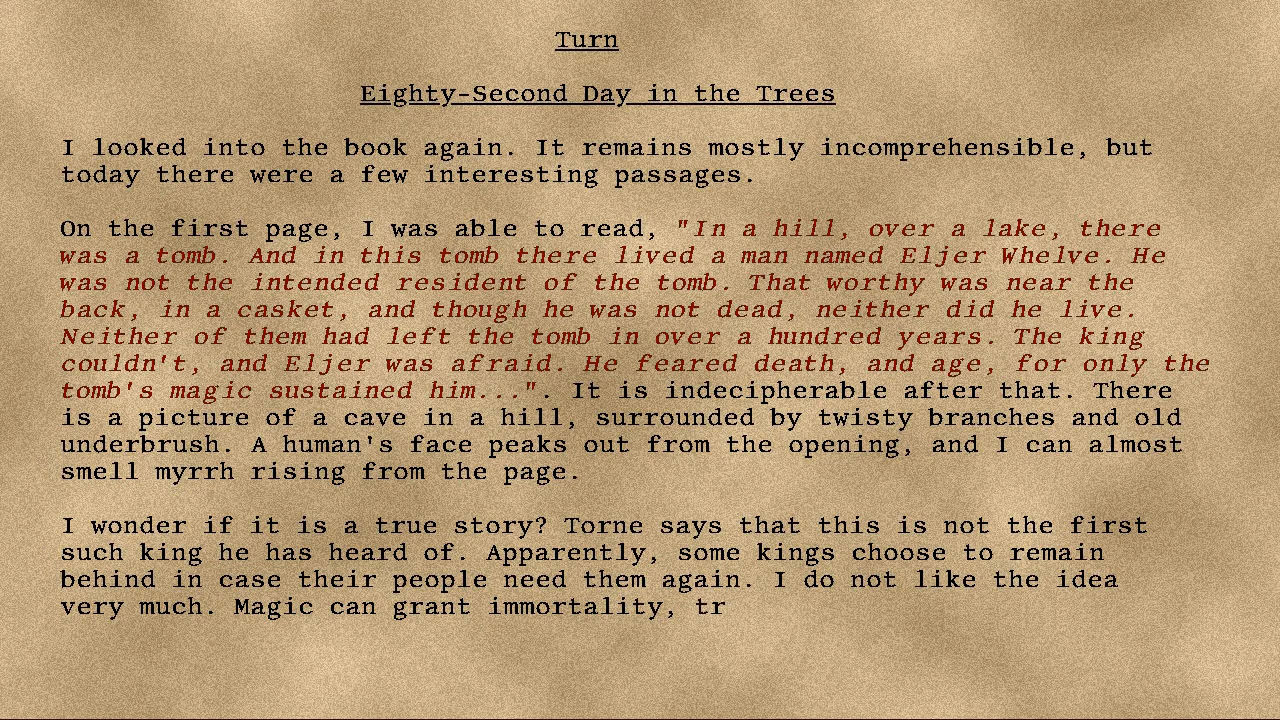 Turn
Eighty-Second Day in the Trees
I looked into the book again. It remains mostly incomprehensible, but
today there were a few interesting passages.
On the first page, I was able to read, "In a hill, over a lake, there
was a tomb. And in this tomb there lived a man named Eljer Whelve. He
was not the intended resident of the tomb. That worthy was near the
back, in a casket, and though he was not dead, neither did he live.
Neither of them had left the tomb in over a hundred years. The king
couldn't, and Eljer was afraid. He feared death, and age, for only the
tomb's magic sustained him...". It is indecipherable after that. There
is a picture of a cave in a hill, surrounded by twisty branches and old
underbrush. A human's face peaks out from the opening, and I can almost
smell myrrh rising from the page.
I wonder if it is a true story? Torne says that this is not the first
such king he has heard of. Apparently, some kings choose to remain
behind in case their people need them again. I do not like the idea
very much. Magic can grant immortality, tr